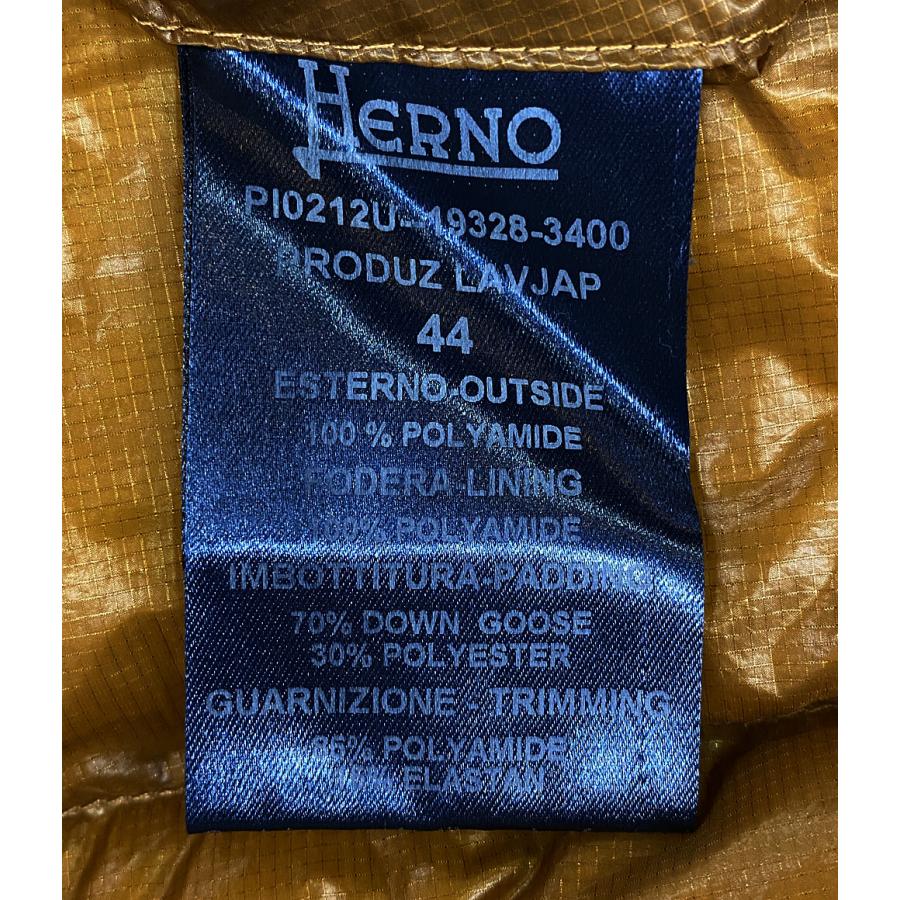 HERNO
PI0212U--19328-3400
PRODUZ LAVJAP
44
ESTERNO-OUTSIDE
100 % POLYAMIDE
FODERA-LINING
100% POLYAMIDE
IMBOTTITURA-PADDING
70% DOWN GOOSE
30% POLYESTER
GUARNIZIONE - TRIMMING
POLYAMIDE
ELASTAN